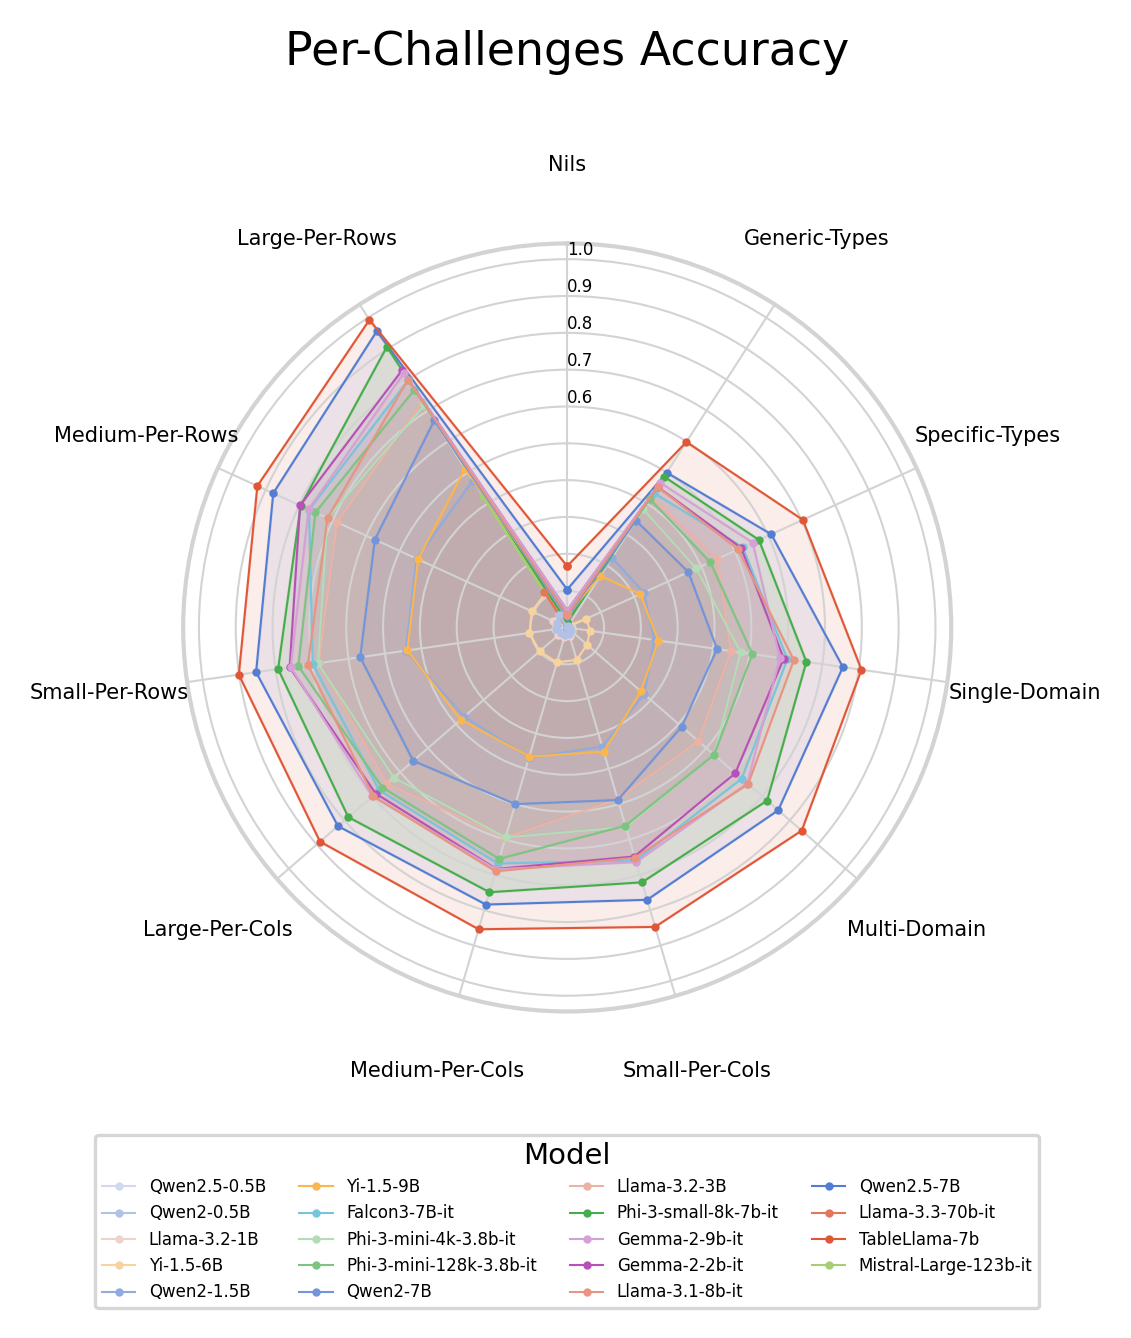 Per-Challenges Accuracy
Nils
Large-Per-Rows
Generic-Types
1.0
0.9
0.8
0.7
0.6
Medium-Per-Rows
Specific-Types
Small-Per-Rows
Single-Domain
Large-Per-Cols
Multi-Domain
Medium-Per-Cols
Small-Per-Cols
Model
Qwen2.5-0.5B
Qwen2-0.5B
Llama-3.2-1B
Yi-1.5-6B
Qwen2-1.5B
Yi-1.5-9B
Falcon3-7B-it
Phi-3-mini-4k-3.8b-it
Phi-3-mini-128k-3.8b-it
Qwen2-7B
Llama-3.2-3B
Phi-3-small-8k-7b-it
Gemma-2-9b-it
Gemma-2-2b-it
Llama-3.1-8b-it
Qwen2.5-7B
Llama-3.3-70b-it
TableLlama-7b
Mistral-Large-123b-it